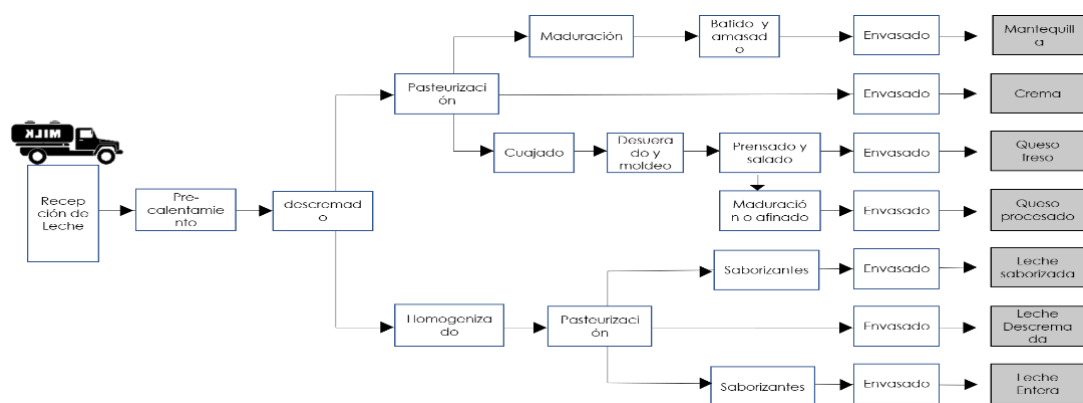 Maduración
Batido y
amasad
o
Envasado
Mantequill
a
Pasteurizaci
ón
Envasado
Crema
MILK
Cuajado
Desuera
do y
moldeo
Prensado y
salado
Envasado
Queso
freso
Recep
ción de
Leche
Pre-
calentamie
nto
descremad
o
Maduració
n o afinado
Envasado
Queso
procesado
Saborizantes
Envasado
Leche
saborizada
Homogeniza
do
Pasteurizaci
ón
Envasado
Leche
Descrema
da
Saborizantes
Envasado
Leche
Entera